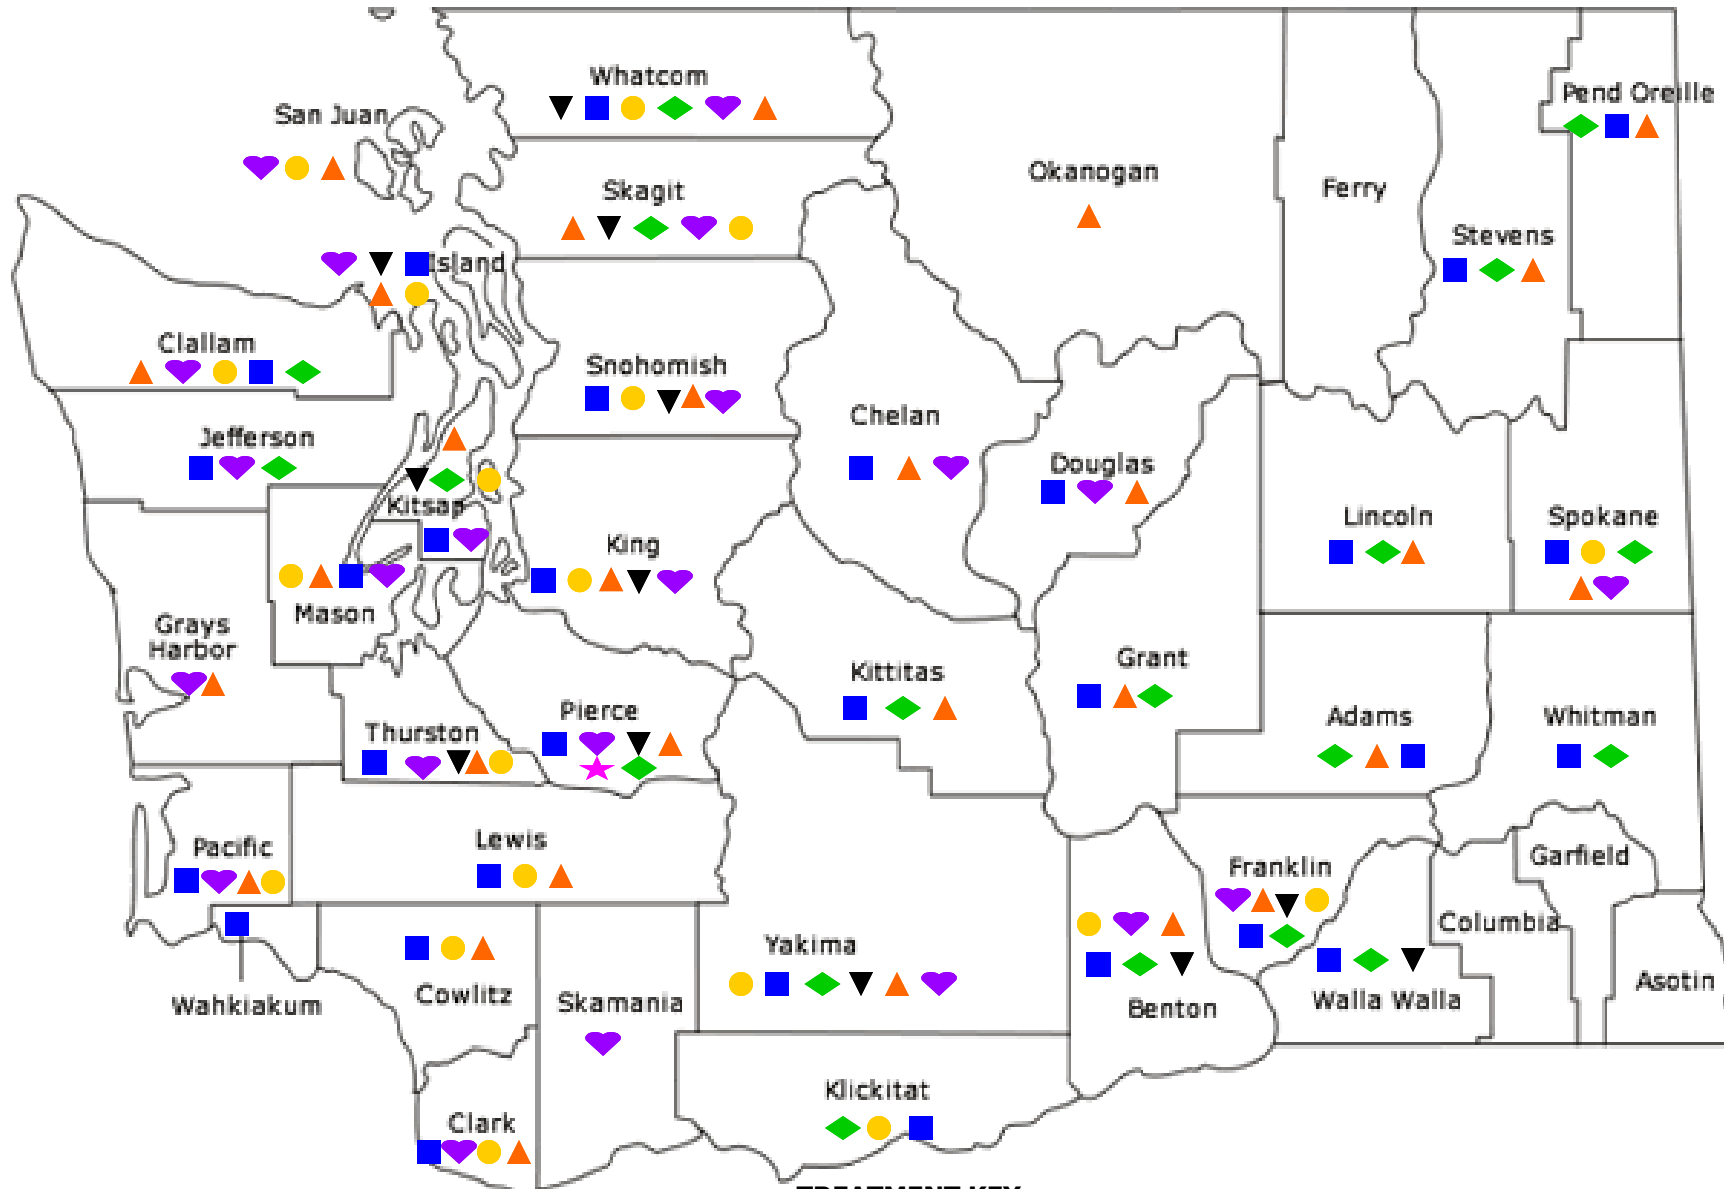 Whatcom
Pend Oreille
San Juan
Okanogan
Ferry
Skagit
Stevens
Island
Clallam
Snohomish
Chelan
Jefferson
Douglas
Kitsap
Lincoln
Spokane
King
Mason
Grays
Harbor
Grant
Kittitas
Pierce
Adams
Whitman
Thurston
Lewis
Pacific
Garfield
Franklin
Columbia
Yakima
Asotin
Cowlitz
Wahkiakum
Skamania
Walla Walla
Benton
Klickitat
Clark
TREATMENT KEY